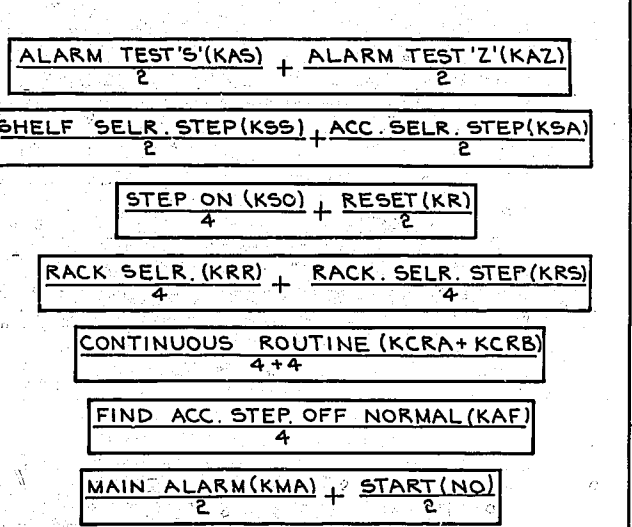 ALARM TEST 'S' (KAS) + ALARM TEST 'Z' (KAZ)
2 2
SHELF SELR. STEP (KSS) + ACC. SELR. STEP (KSA)
2 2
STEP ON (KSO) + RESET (KR)
4 2
RACK SELR. (KRR) + RACK. SELR. STEP (KRS)
4 4
CONTINUOUS ROUTINE (KCRA + KCRB)
4 + 4
FIND ACC. STEP. OFF NORMAL (KAF)
4
MAIN ALARM (KMA) + START (NO)
2 2